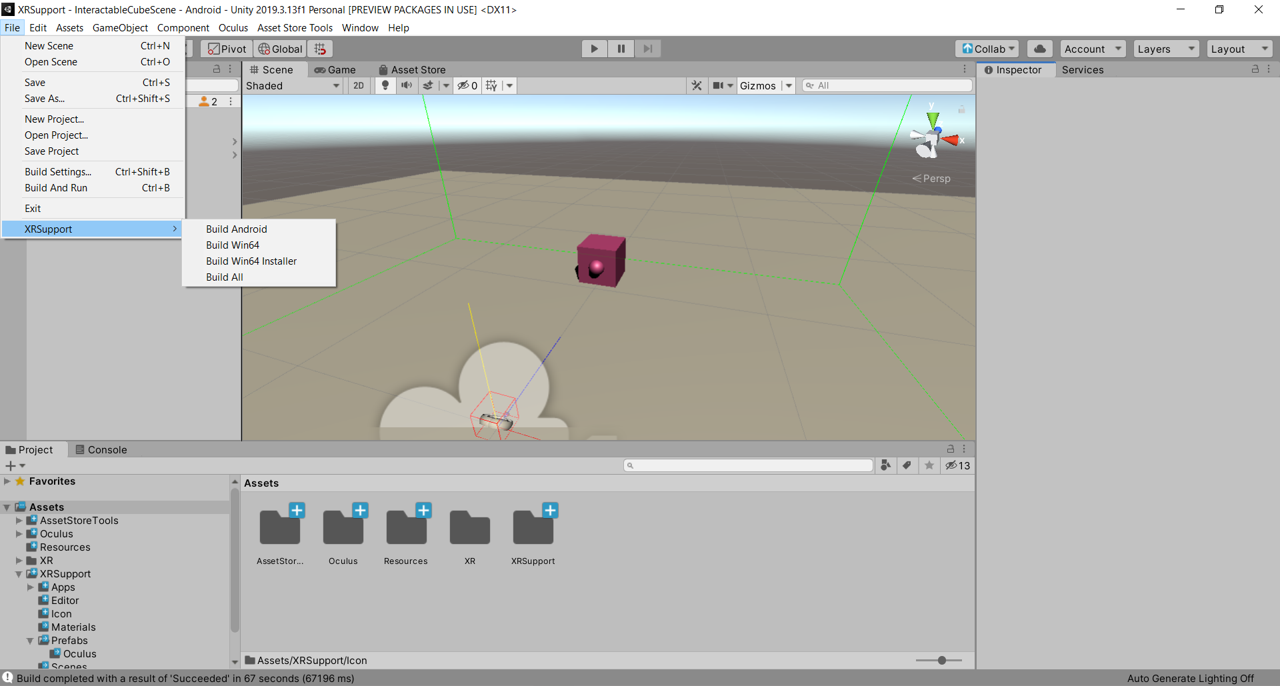 XRSupport - InteractableCubeScene - Android - Unity 2019.3.13f1 Personal [PREVIEW PACKAGES IN USE] <DX11>
File Edit Assets GameObject Component Oculus Asset Store Tools Window Help
New Scene Ctrl+N
Open Scene Ctrl+O
Save Ctrl+S
Save As... Ctrl+Shift+S
New Project...
Open Project...
Save Project
Build Settings... Ctrl+Shift+B
Build And Run Ctrl+B
Exit
XRSupport
Build Android
Build Win64
Build Win64 Installer
Build All
Pivot Global
Collab Account Layers Layout
2
Scene Game Asset Store
Shaded 2D 0 Gizmos All
y
x
Persp
Inspector Services
Project Console
13
Favorites
Assets
AssetStoreTools
Oculus
Resources
XR
XRSupport
Apps
Editor
Icon
Materials
Prefabs
Oculus
Scenes
Assets
AssetStor... Oculus Resources XR XRSupport
Assets/XRSupport/Icon
Build completed with a result of 'Succeeded' in 67 seconds (67196 ms)
Auto Generate Lighting Off